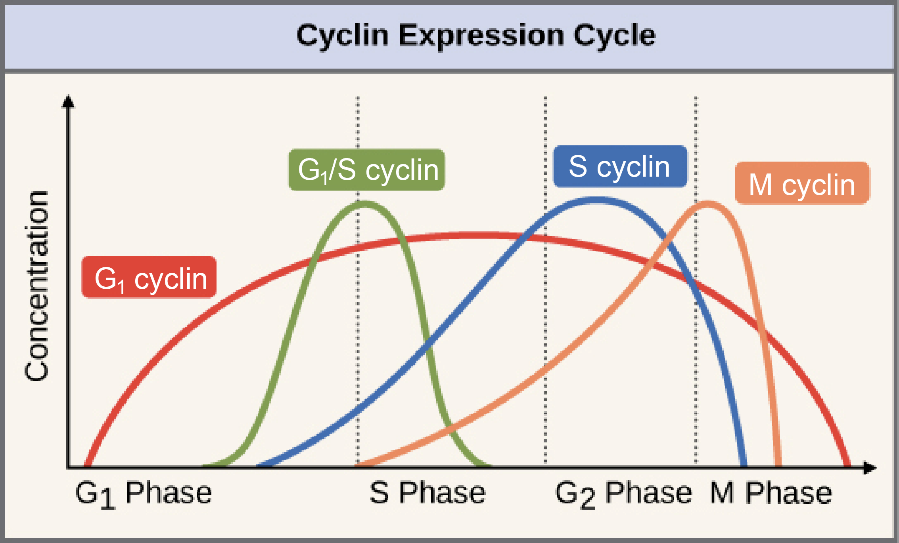 Cyclin Expression Cycle
Concentration
G₁ cyclin
G₁/S cyclin
S cyclin
M cyclin
G₁ Phase
S Phase
G₂ Phase
M Phase